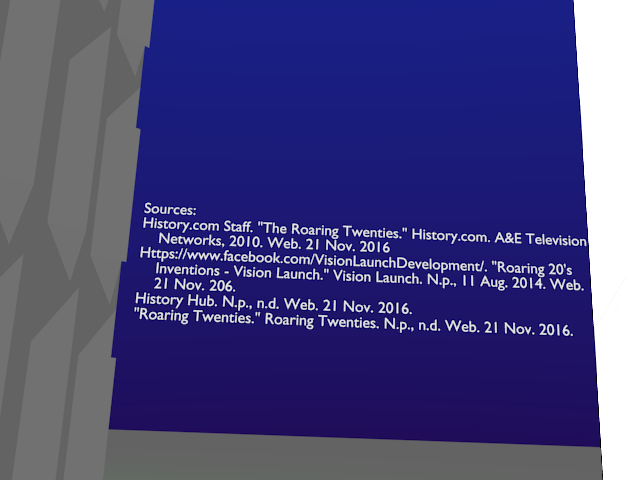 Sources:
History.com Staff. "The Roaring Twenties." History.com. A&E Television
Networks, 2010. Web. 21 Nov. 2016
Https://www.facebook.com/VisionLaunchDevelopment/. "Roaring 20's
Inventions - Vision Launch." Vision Launch. N.p., 11 Aug. 2014. Web.
21 Nov. 206.
History Hub. N.p., n.d. Web. 21 Nov. 2016.
"Roaring Twenties." Roaring Twenties. N.p., n.d. Web. 21 Nov. 2016.